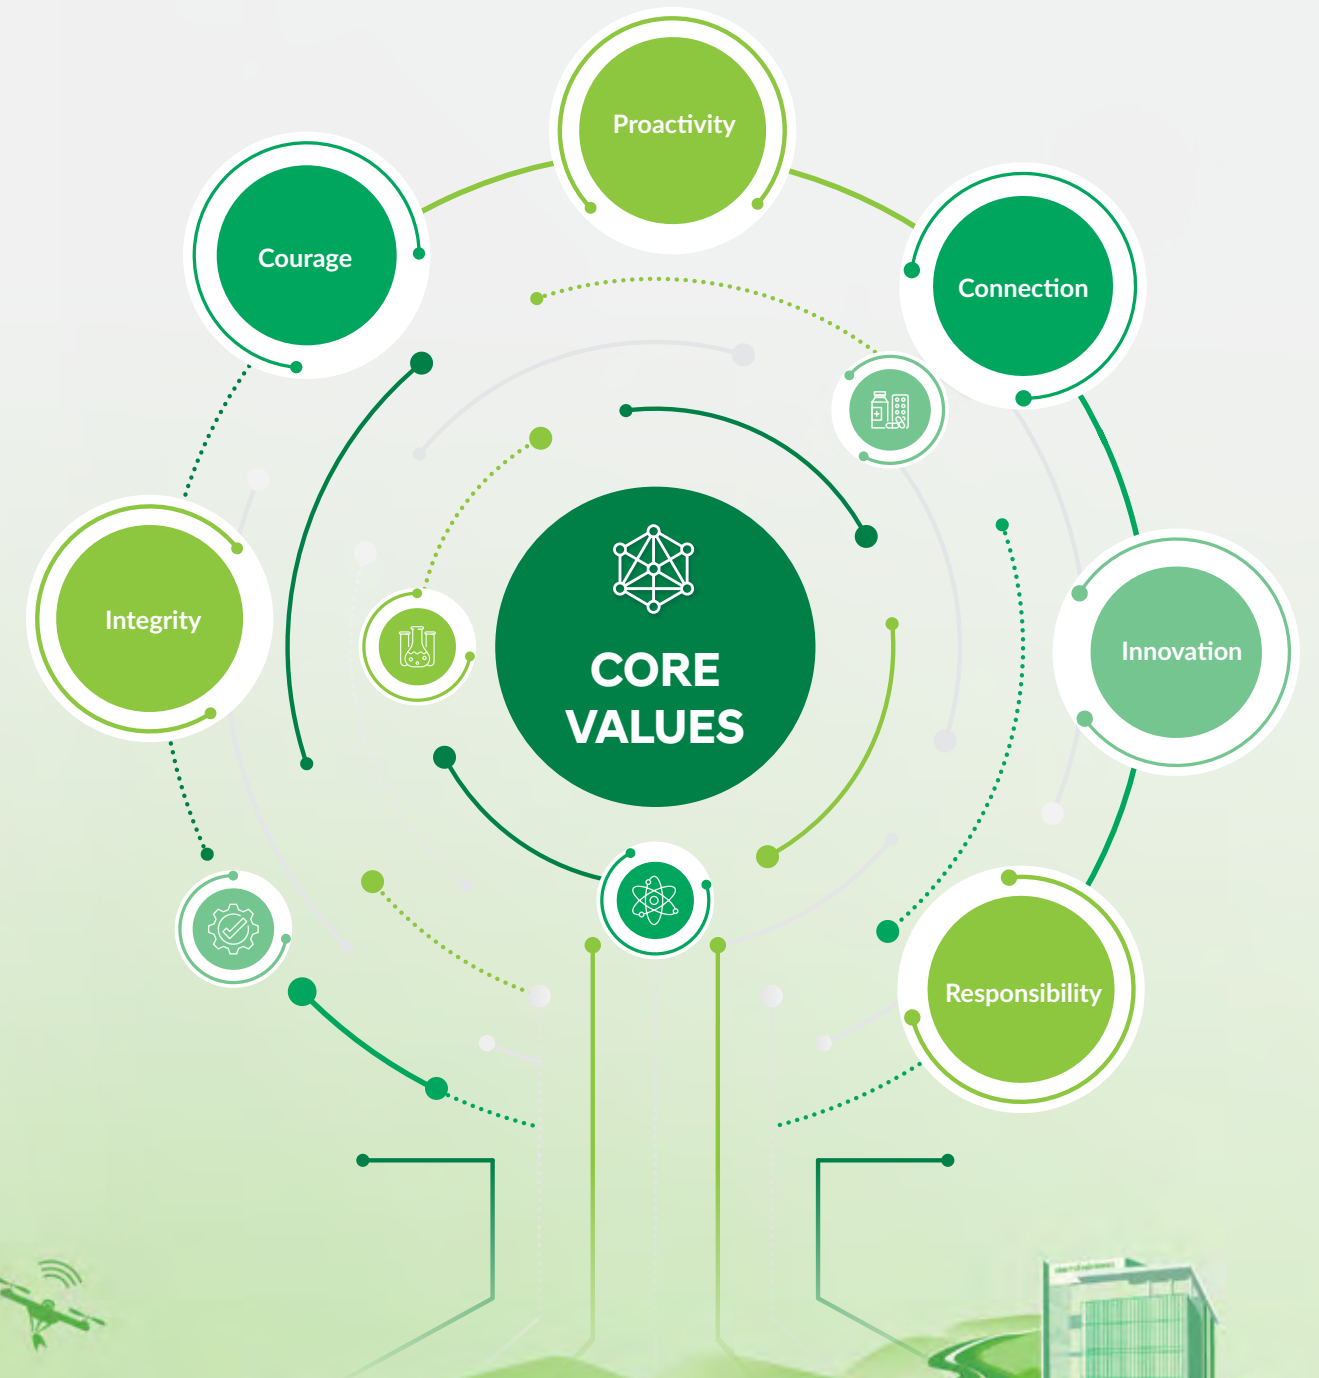 Proactivity
Courage
Connection
Integrity
Innovation
CORE
VALUES
Responsibility